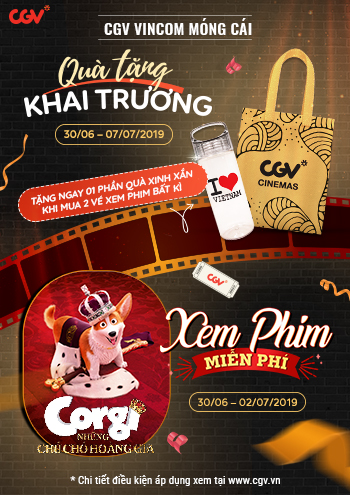 CGV*
CGV VINCOM MÓNG CÁI
Quà tặng
KHAI TRƯƠNG
30/06 – 07/07/2019
TẶNG NGAY 01 PHẦN QUÀ XINH XẮN
KHI MUA 2 VÉ XEM PHIM BẤT KÌ
I ❤
VIETNAM
CGV*
CINEMAS
CGV
Xem Phim
MIỄN PHÍ
30/06 – 02/07/2019
Corgi
NHỮNG
CHÚ CHÓ HOÀNG GIA
* Chi tiết điều kiện áp dụng xem tại www.cgv.vn